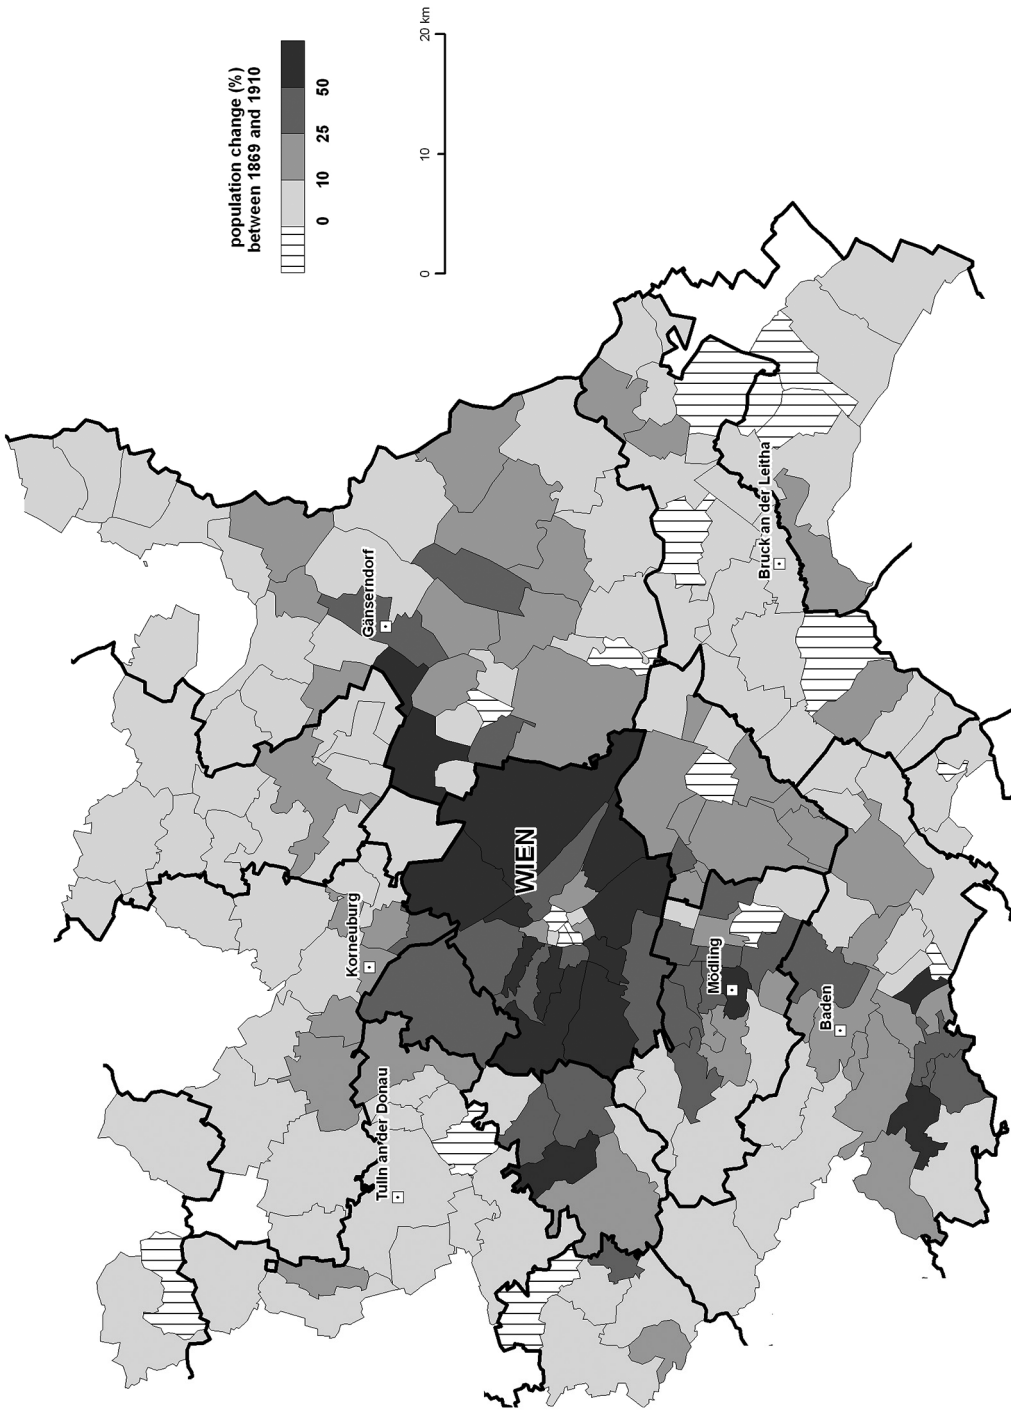 population change (%)
between 1869 and 1910
0 10 25 50
0 10 20 km
Gänserndorf
Korneuburg
Tulln an der Donau
WIEN
Mödling
Bruck an der Leitha
Baden